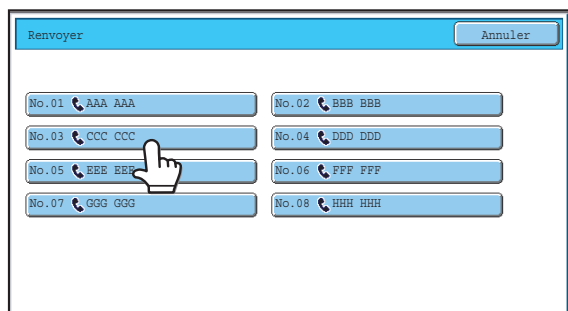 Renvoyer Annuler
No.01 AAA AAA No.02 BBB BBB
No.03 CCC CCC No.04 DDD DDD
No.05 EEE EEE No.06 FFF FFF
No.07 GGG GGG No.08 HHH HHH